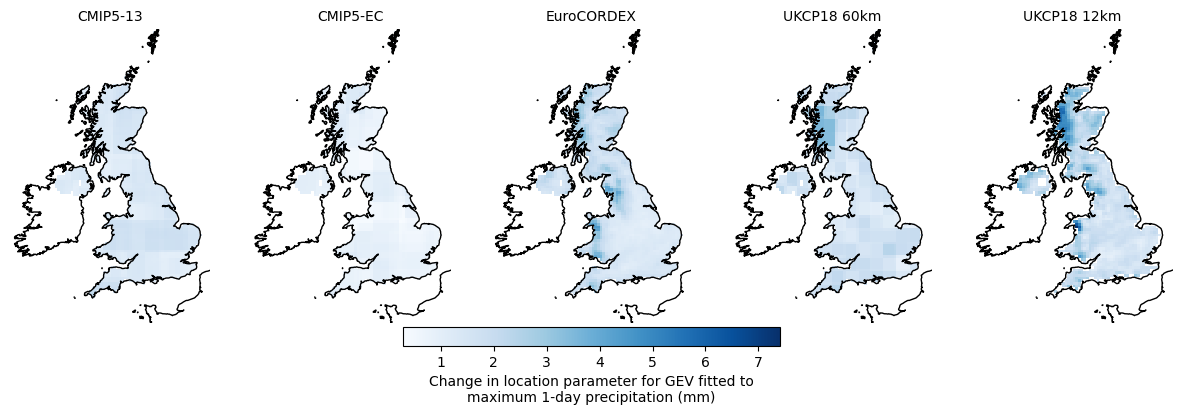 CMIP5-13
CMIP5-EC
EuroCORDEX
UKCP18 60km
UKCP18 12km
1 2 3 4 5 6 7
Change in location parameter for GEV fitted to
maximum 1-day precipitation (mm)